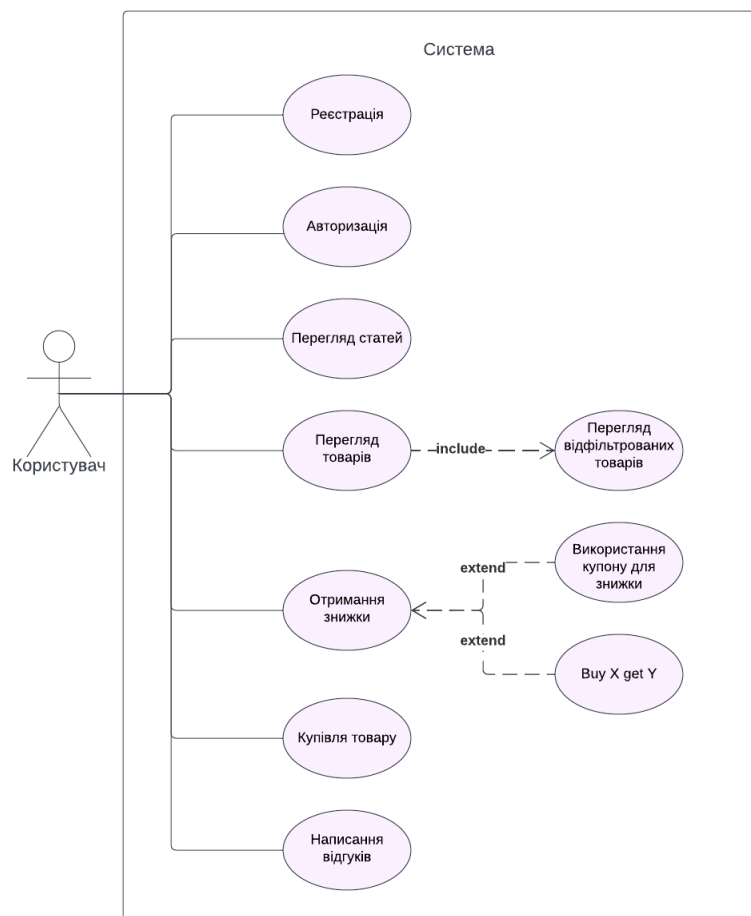 Система
Реєстрація
Авторизація
Перегляд статей
Користувач
Перегляд
товарів
include
Перегляд
відфільтрованих
товарів
Отримання
знижки
extend
extend
Використання
купону для
знижки
Buy X get Y
Купівля товару
Написання
відгуків